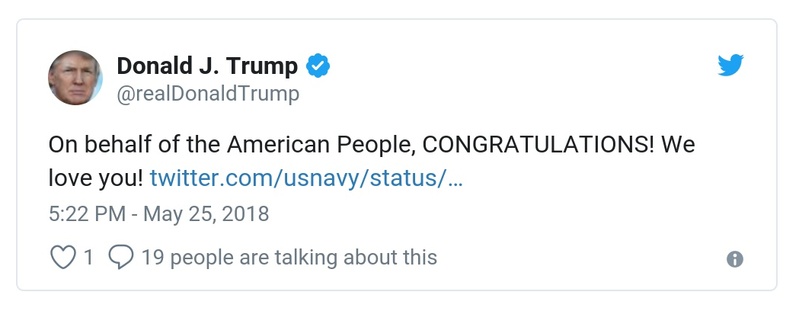 Donald J. Trump
@realDonaldTrump
On behalf of the American People, CONGRATULATIONS! We
love you! twitter.com/usnavy/status/…
5:22 PM - May 25, 2018
1 19 people are talking about this